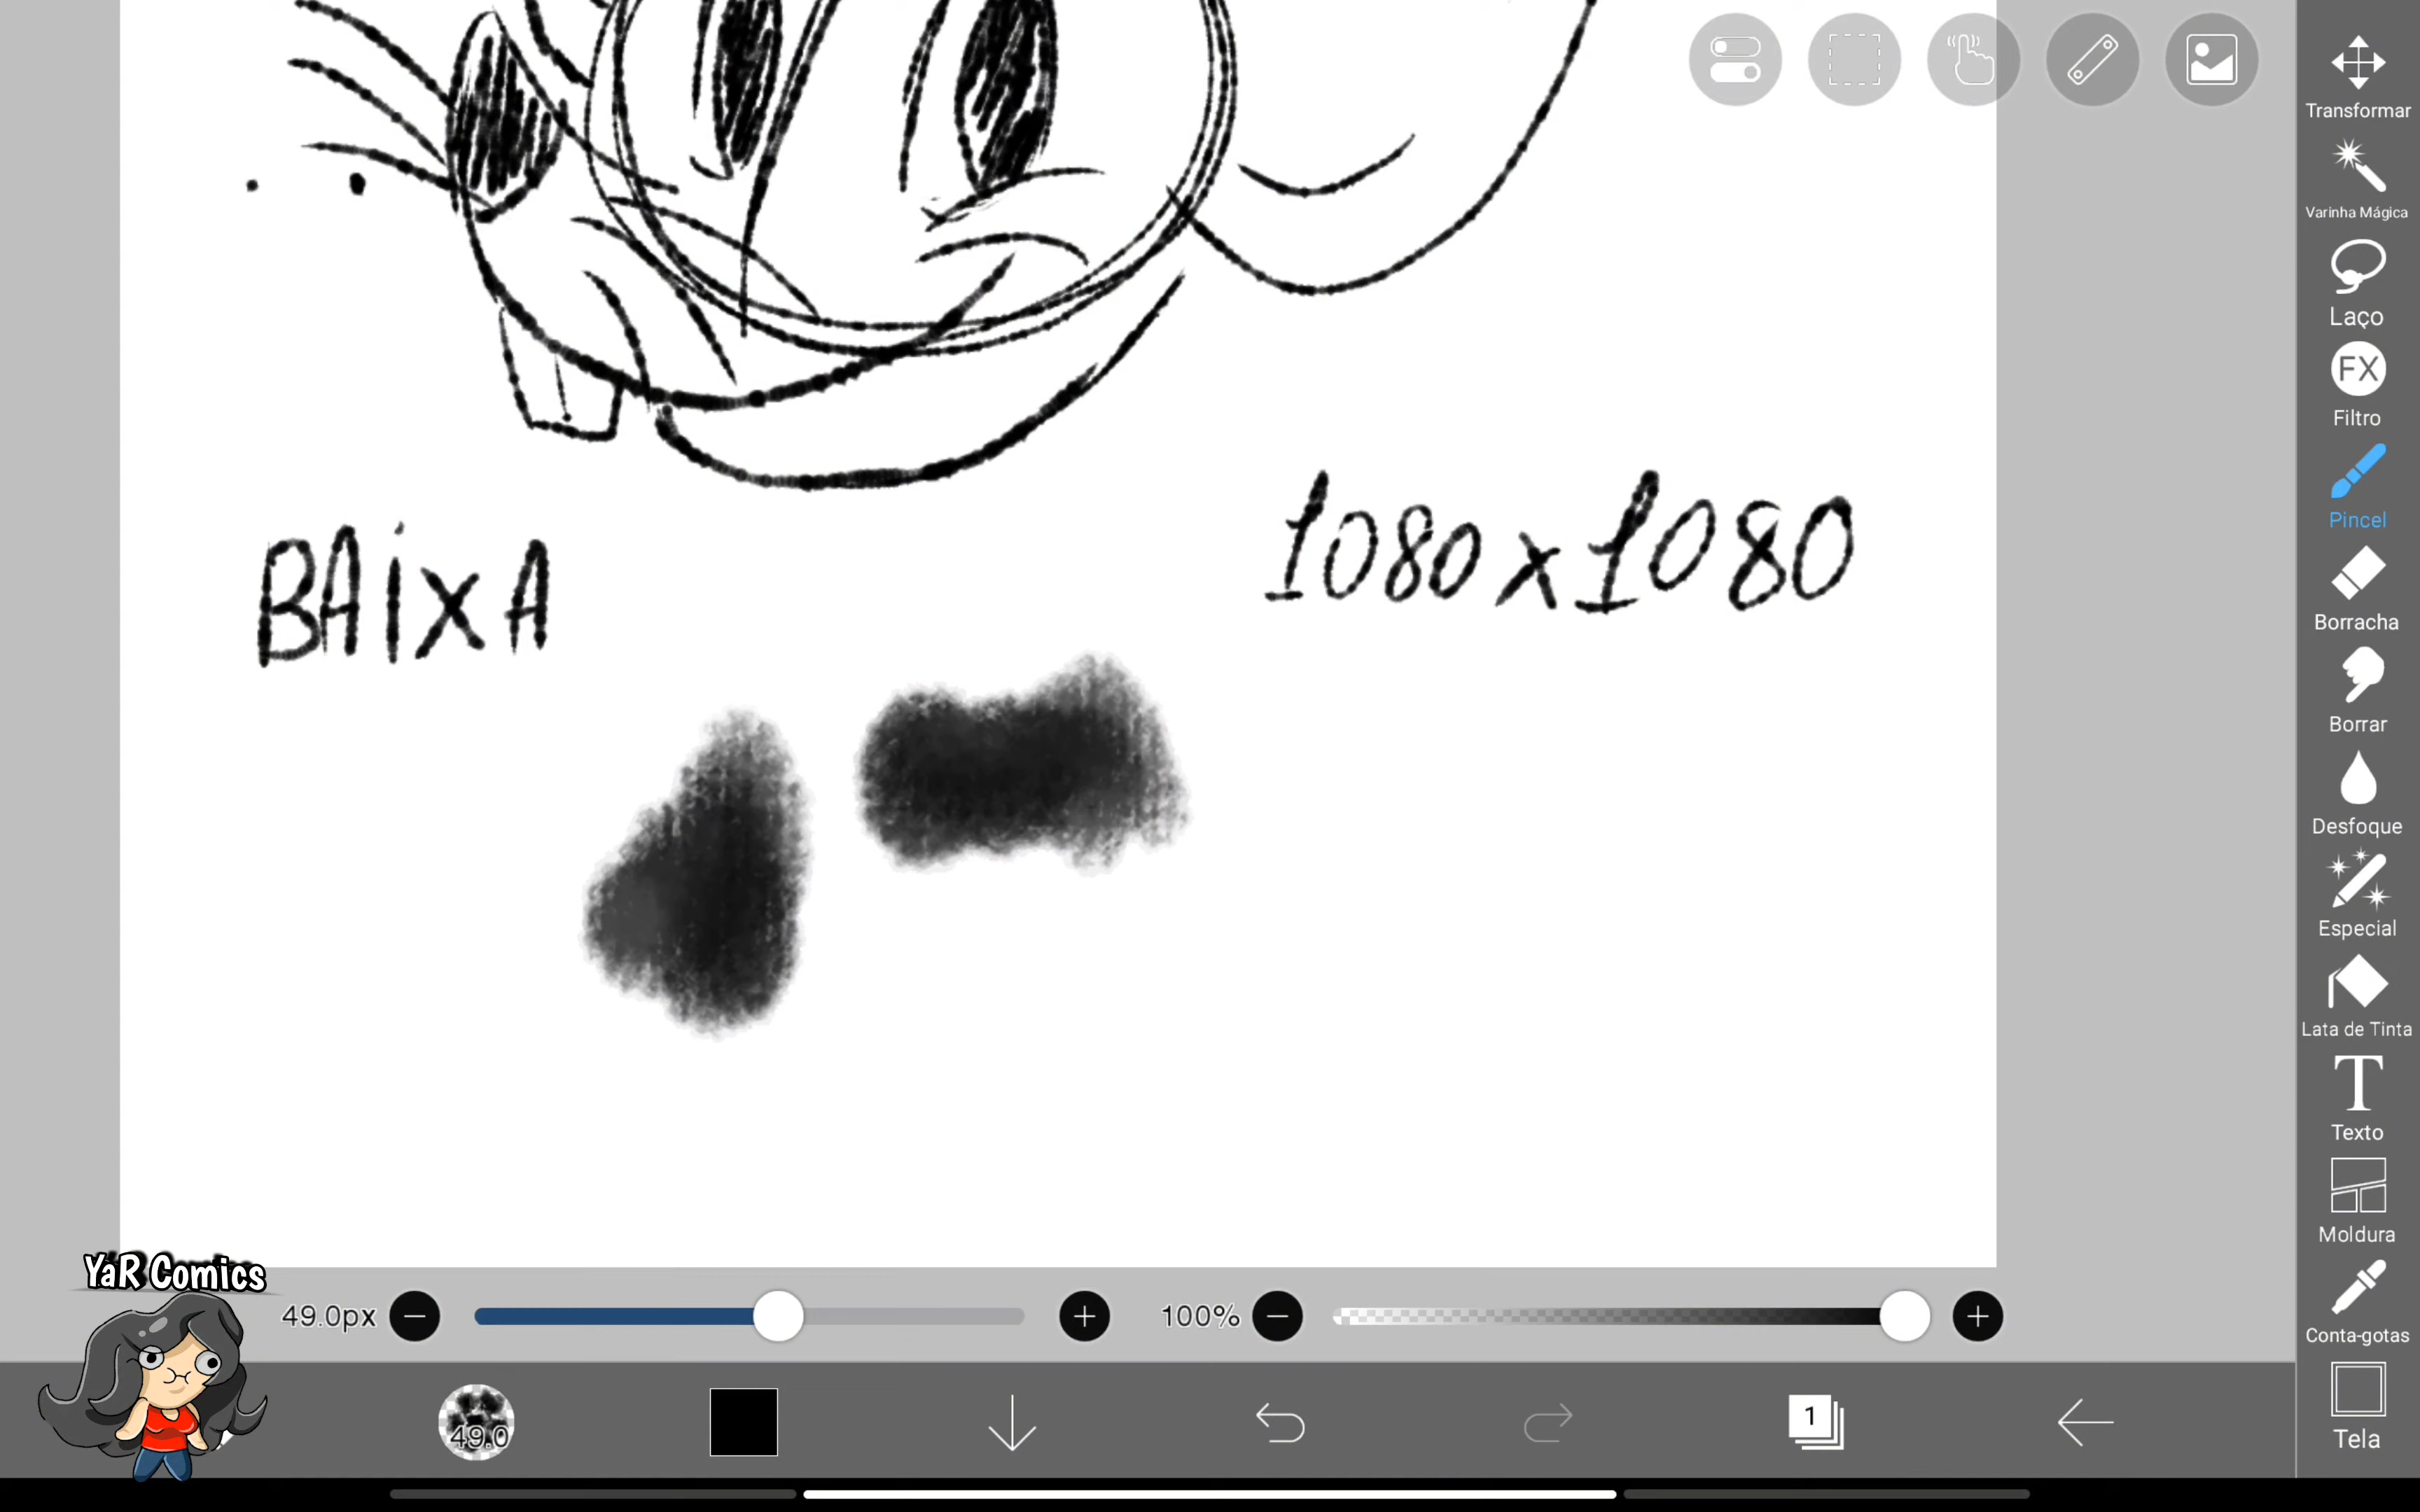 Transformar
Varinha Mágica
Laço
FX
Filtro
Pincel
Borracha
Borrar
Desfoque
Especial
Lata de Tinta
T
Texto
Moldura
Conta-gotas
Tela
BAiXA
1080x1080
YaR Comics
49.0px
100%
49.0
1